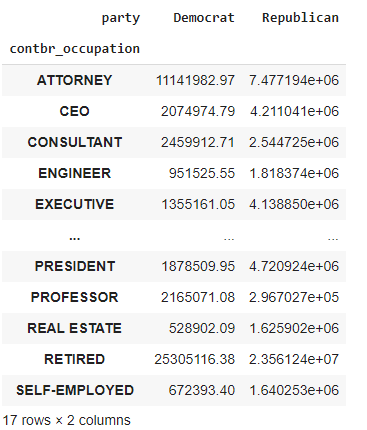 party Democrat Republican
contbr_occupation
ATTORNEY 11141982.97 7.477194e+06
CEO 2074974.79 4.211041e+06
CONSULTANT 2459912.71 2.544725e+06
ENGINEER 951525.55 1.818374e+06
EXECUTIVE 1355161.05 4.138850e+06
... ... ...
PRESIDENT 1878509.95 4.720924e+06
PROFESSOR 2165071.08 2.967027e+05
REAL ESTATE 528902.09 1.625902e+06
RETIRED 25305116.38 2.356124e+07
SELF-EMPLOYED 672393.40 1.640253e+06
17 rows × 2 columns